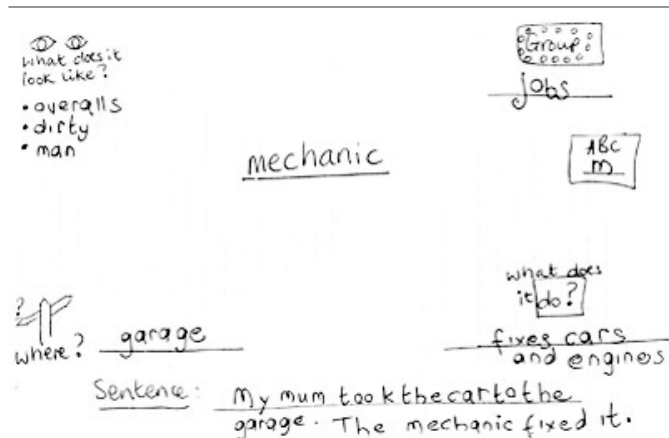 what does it
look like?
• overalls
• dirty
• man
Group
jobs
mechanic
ABC
m
?
where?
garage
what does
it do?
fixes cars
and engines
Sentence: My mum took the car to the
garage. The mechanic fixed it.